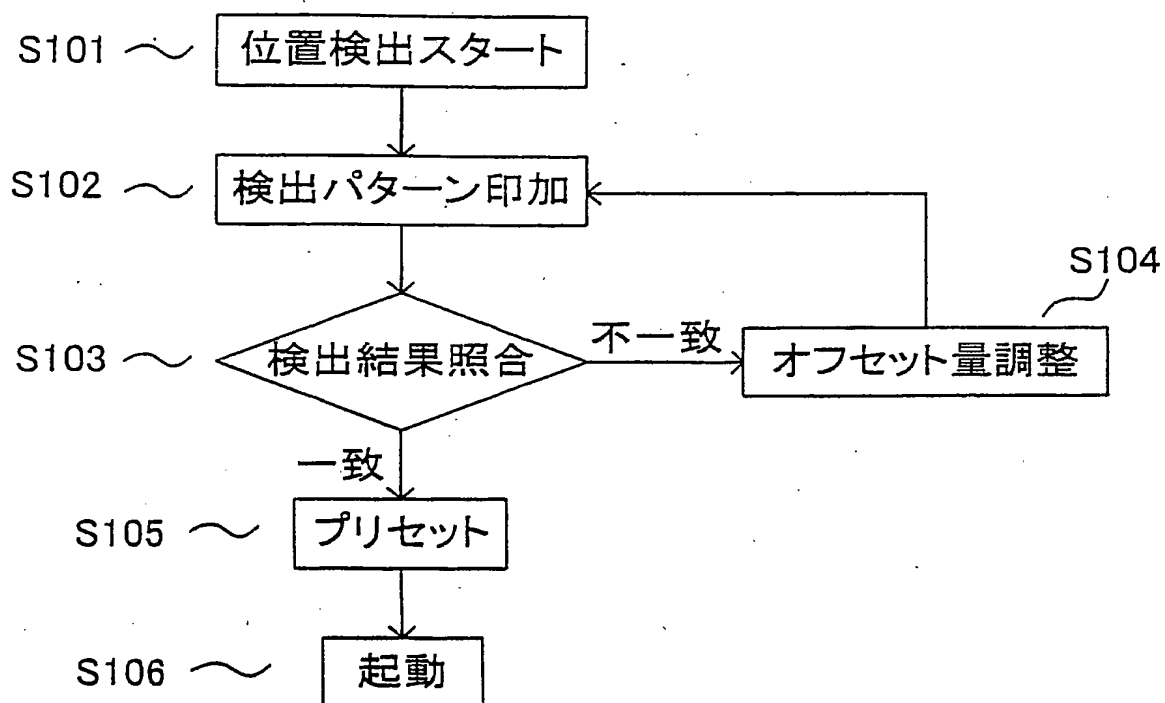 S101 位置検出スタート
S102 検出パターン印加
S104
S103 検出結果照合 不一致 オフセット量調整
一致
S105 プリセット
S106 起動